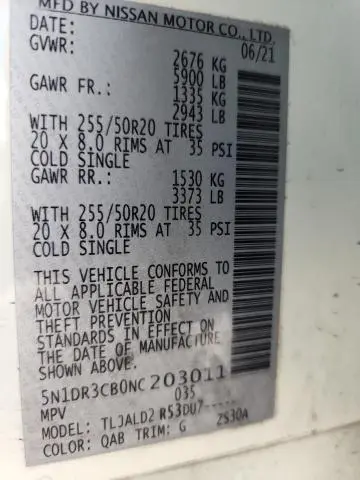 MFD BY NISSAN MOTOR CO., LTD.
DATE: 06/21
GVWR: 2676 KG
5900 LB
GAWR FR.: 1335 KG
2943 LB
WITH 255/50R20 TIRES
20 X 8.0 RIMS AT 35 PSI
COLD SINGLE
GAWR RR.: 1530 KG
3373 LB
WITH 255/50R20 TIRES
20 X 8.0 RIMS AT 35 PSI
COLD SINGLE
THIS VEHICLE CONFORMS TO
ALL APPLICABLE FEDERAL
MOTOR VEHICLE SAFETY AND
THEFT PREVENTION
STANDARDS IN EFFECT ON
THE DATE OF MANUFACTURE
SHOWN ABOVE.
5N1DR3CB0NC203011
MPV 035
MODEL: TLJALD2 R53DU7-----
COLOR: QAB TRIM: G 2S30A